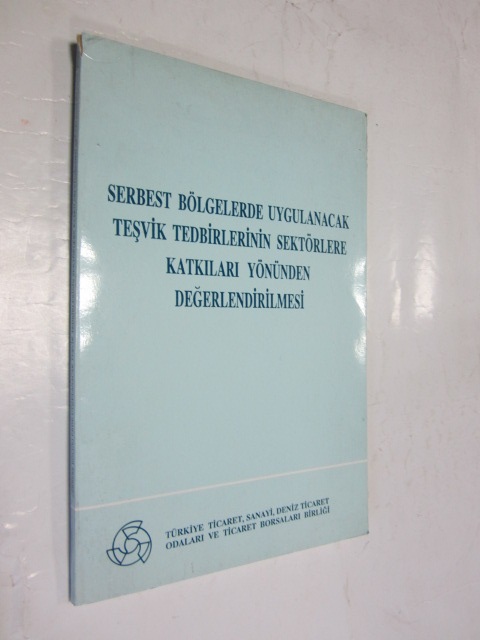 SERBEST BÖLGELERDE UYGULANACAK
TEŞVİK TEDBİRLERİNİN SEKTÖRLERE
KATKILARI YÖNÜNDEN
DEĞERLENDİRİLMESİ
TÜRKİYE TİCARET, SANAYİ, DENİZ TİCARET
ODALARI VE TİCARET BORSALARI BİRLİĞİ